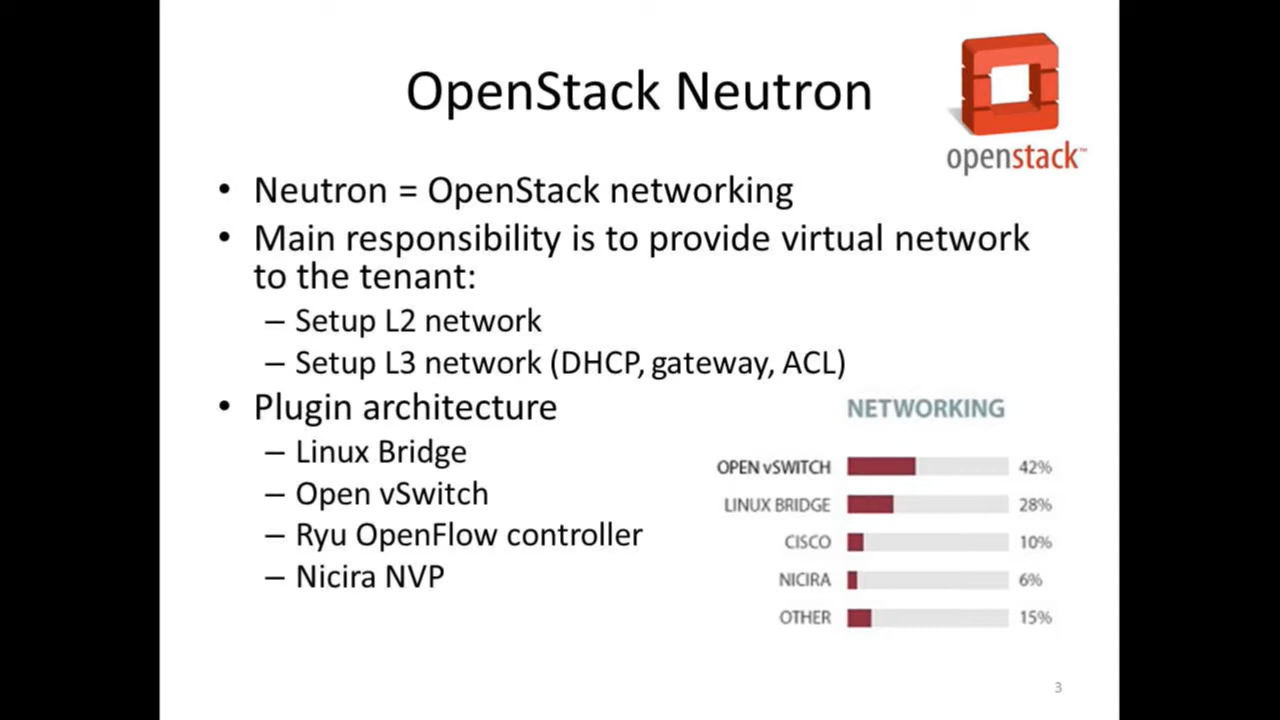 OpenStack Neutron
openstack™
• Neutron = OpenStack networking
• Main responsibility is to provide virtual network
to the tenant:
– Setup L2 network
– Setup L3 network (DHCP, gateway, ACL)
• Plugin architecture
– Linux Bridge
– Open vSwitch
– Ryu OpenFlow controller
– Nicira NVP
NETWORKING
OPEN vSWITCH 42%
LINUX BRIDGE 28%
CISCO 10%
NICIRA 6%
OTHER 15%
3